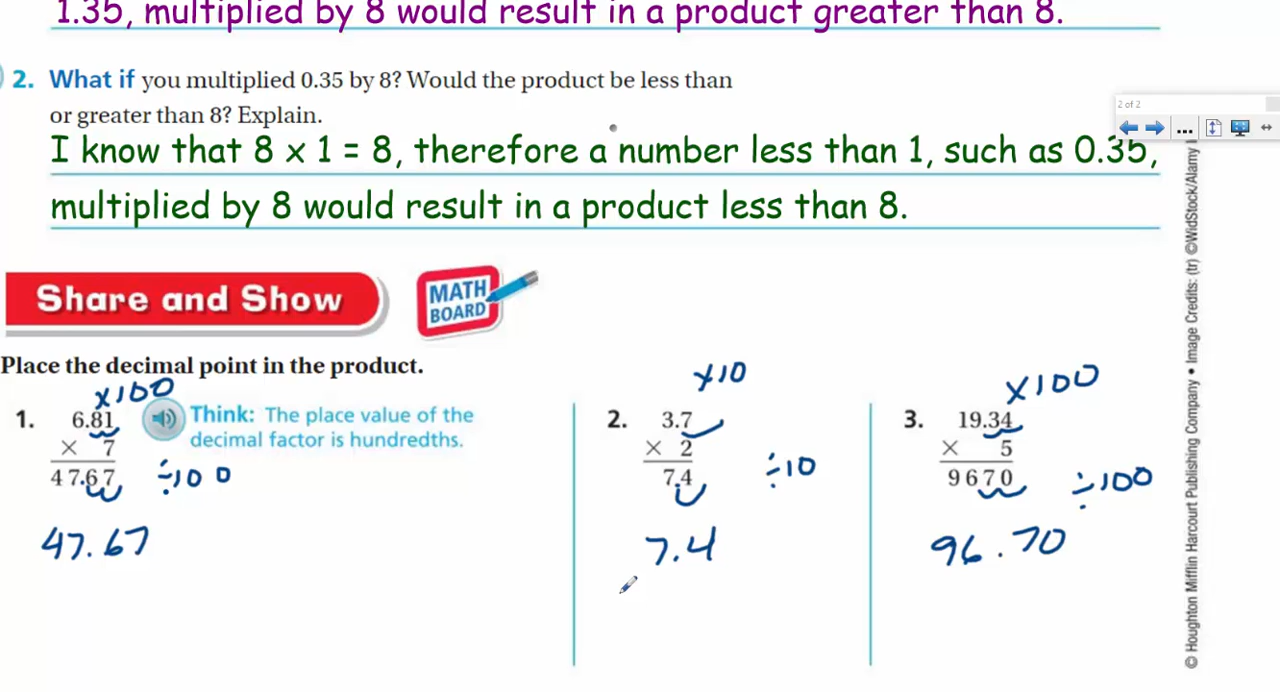 1.35, multiplied by 8 would result in a product greater than 8.
2. What if you multiplied 0.35 by 8? Would the product be less than
or greater than 8? Explain.
2 of 2
I know that 8 x 1 = 8, therefore a number less than 1, such as 0.35,
multiplied by 8 would result in a product less than 8.
Share and Show
MATH
BOARD
Place the decimal point in the product.
x100
1. 6.81
× 7
47.67
÷100
47.67
Think: The place value of the
decimal factor is hundredths.
x10
2. 3.7
× 2
7.4
÷10
7.4
x100
3. 19.34
× 5
9670
÷100
96.70
© Houghton Mifflin Harcourt Publishing Company • Image Credits: (tr) ©WidStock/Alamy